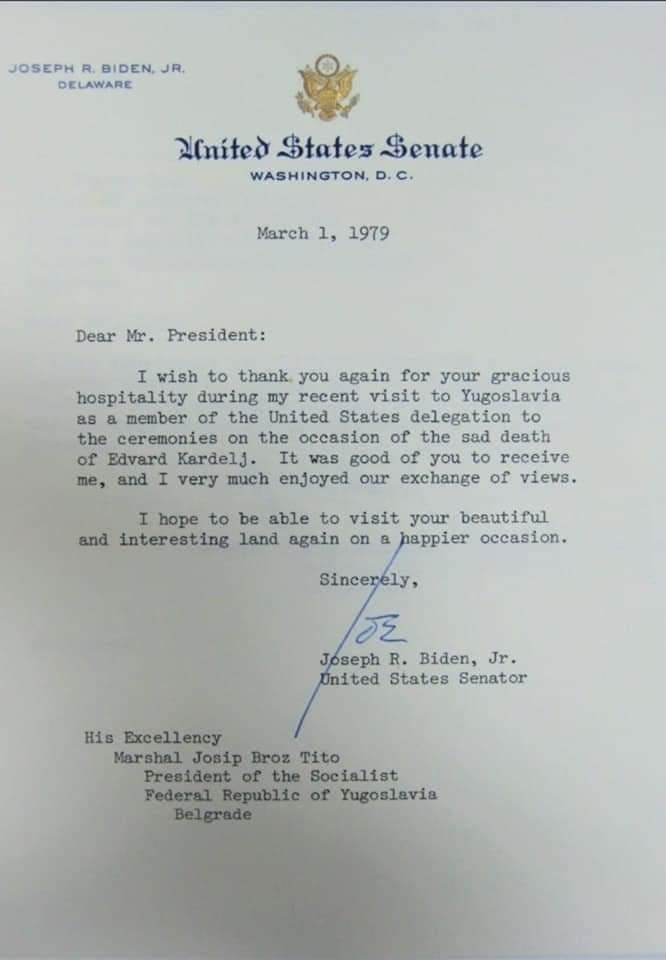 JOSEPH R. BIDEN, JR.
DELAWARE
United States Senate
WASHINGTON, D. C.
March 1, 1979
Dear Mr. President:
I wish to thank you again for your gracious
hospitality during my recent visit to Yugoslavia
as a member of the United States delegation to
the ceremonies on the occasion of the sad death
of Edvard Kardelj. It was good of you to receive
me, and I very much enjoyed our exchange of views.
I hope to be able to visit your beautiful
and interesting land again on a happier occasion.
Sincerely,
JOE
Joseph R. Biden, Jr.
United States Senator
His Excellency
Marshal Josip Broz Tito
President of the Socialist
Federal Republic of Yugoslavia
Belgrade